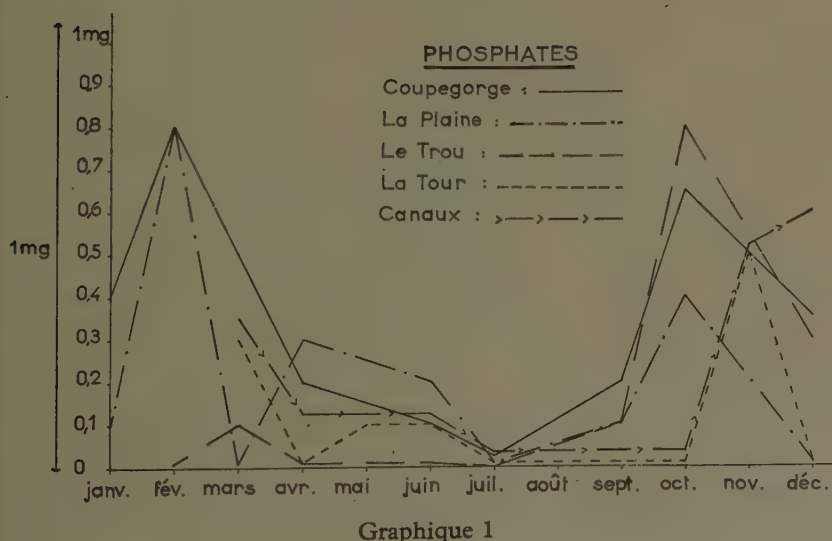 1mg
PHOSPHATES
0,9
Coupegorge :
0,8
La Plaine :
0,7
Le Trou :
0,6
La Tour :
1mg
Canaux :
0,4
0,3
0,2
0,1
0
janv. fév. mars avr. mai juin juil. août sept. oct. nov. déc.
Graphique 1